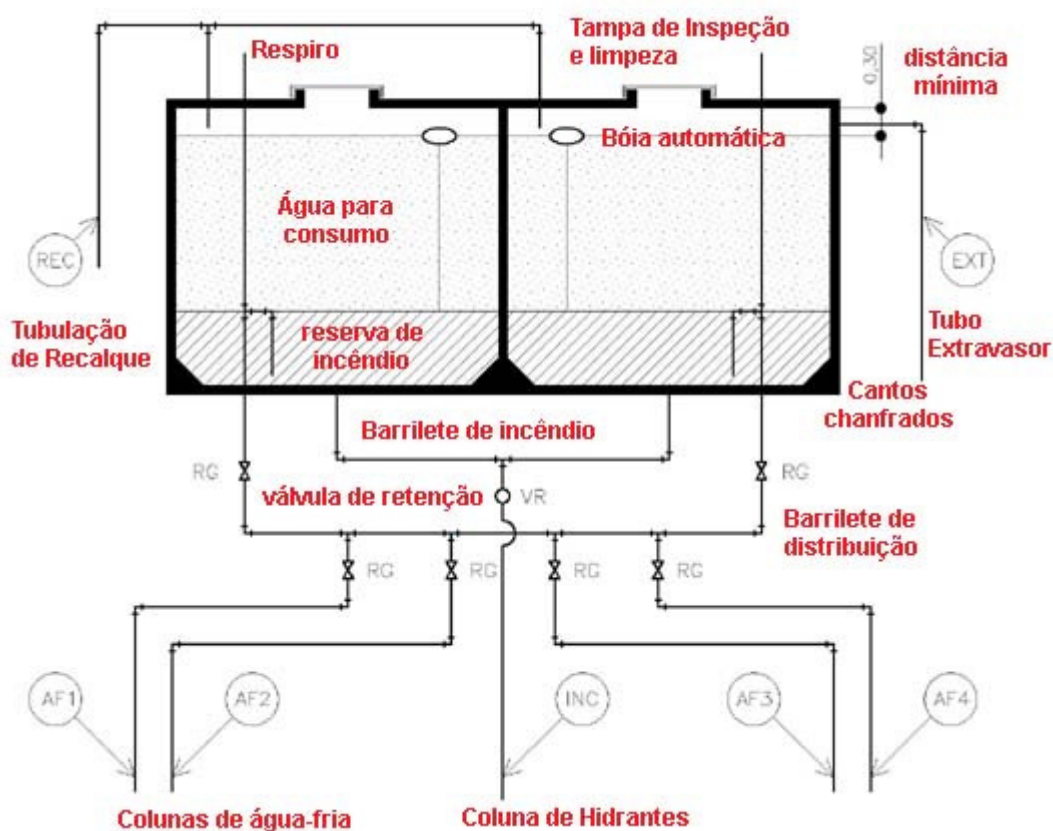 Respiro
Tampa de Inspeção
e limpeza
0,30
distância
mínima
Bóia automática
Água para
consumo
REC
EXT
Tubulação
de Recalque
reserva de
incêndio
Tubo
Extravasor
Cantos
chanfrados
Barrilete de incêndio
RG
RG
válvula de retenção
VR
Barrilete de
distribuição
RG
RG
RG
RG
AF1
AF2
INC
AF3
AF4
Colunas de água-fria
Coluna de Hidrantes